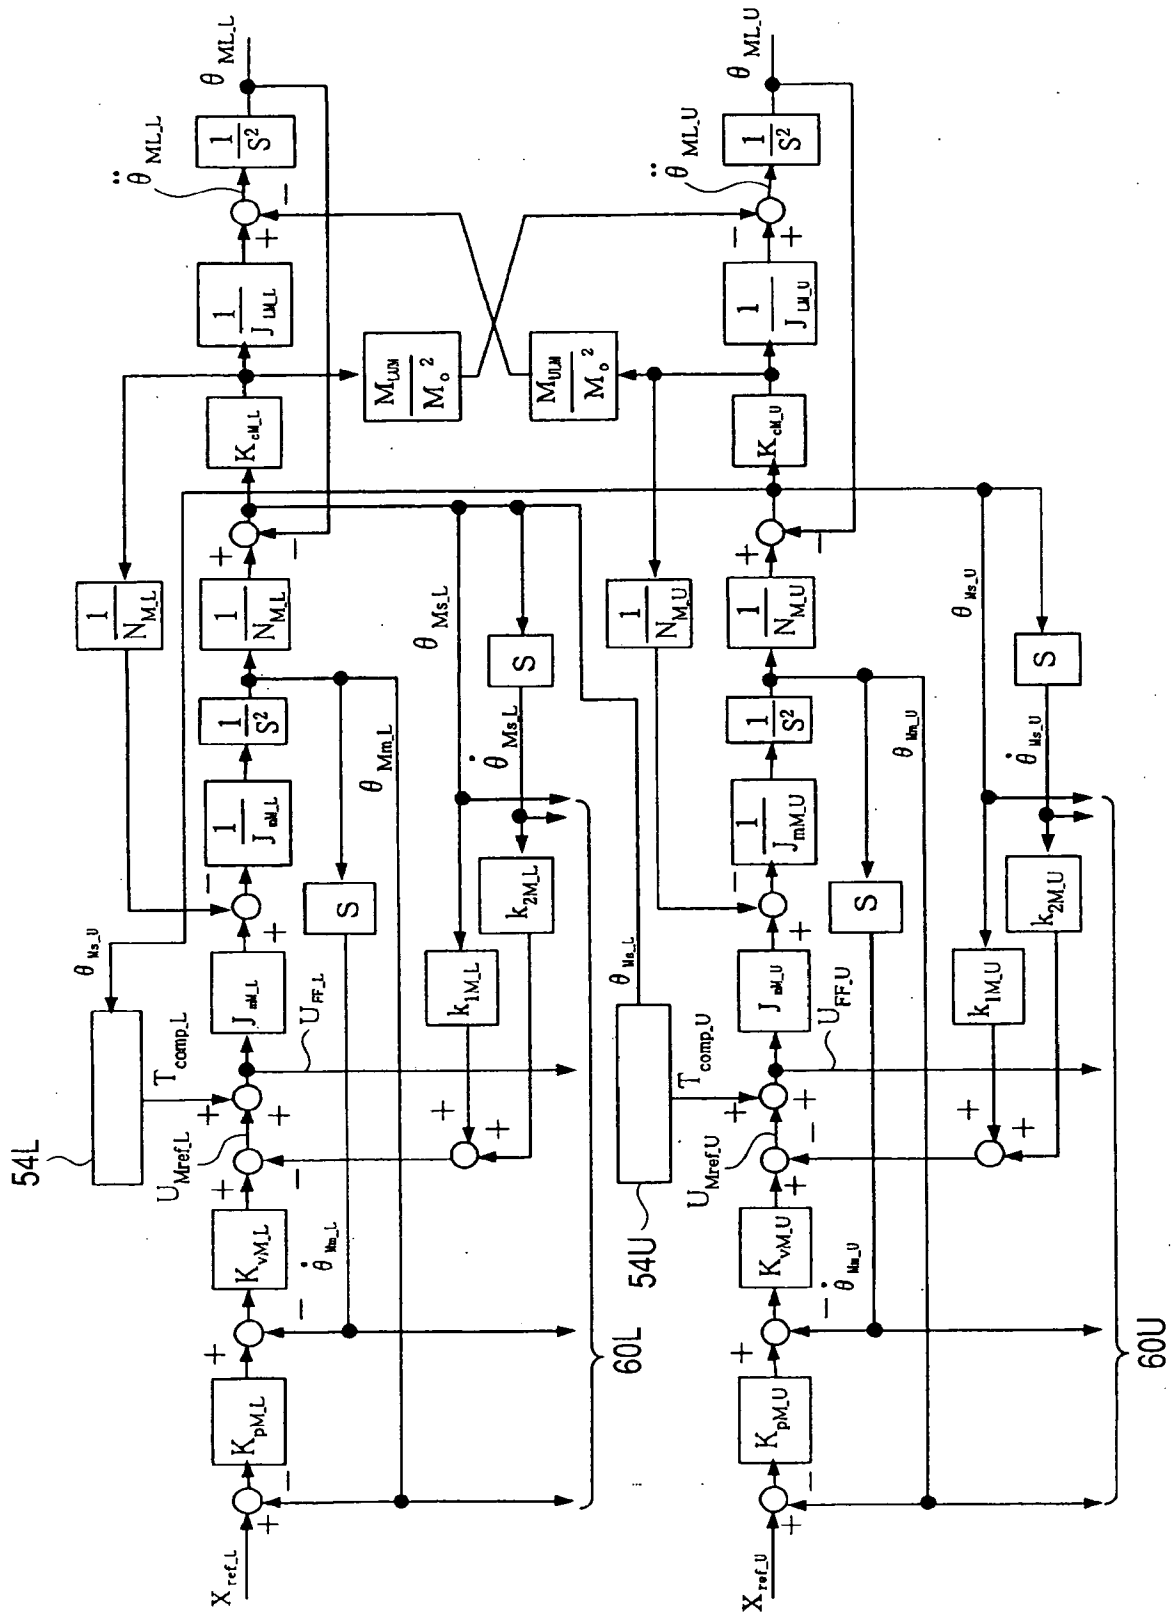 X ref_L
+
−
K pM_L
+
−
K vM_L
+
−
U Mref_L
+
+
54L
T comp_L
θ Ms_U
J mM_L
U FF_L
+
−
1
J mM_L
1
S²
1
N M_L
1
N M_L
+
−
K cM_L
1
J LM_L
+
−
θ̈ ML_L
1
S²
θ ML_L
θ̇ Mm_L
S
θ Mm_L
k 1M_L
k 2M_L
+
+
θ Ms_L
θ̇ Ms_L
S
60L
M LUM
M o ²
M ULM
M o ²
X ref_U
+
−
K pM_U
+
−
K vM_U
+
−
U Mref_U
+
+
54U
T comp_U
θ Ms_L
J mM_U
U FF_U
+
−
1
J mM_U
1
S²
1
N M_U
1
N M_U
+
−
K cM_U
1
J LM_U
+
−
θ̈ ML_U
1
S²
θ ML_U
θ̇ Mm_U
S
θ Mm_U
k 1M_U
k 2M_U
+
+
θ Ms_U
θ̇ Ms_U
S
60U